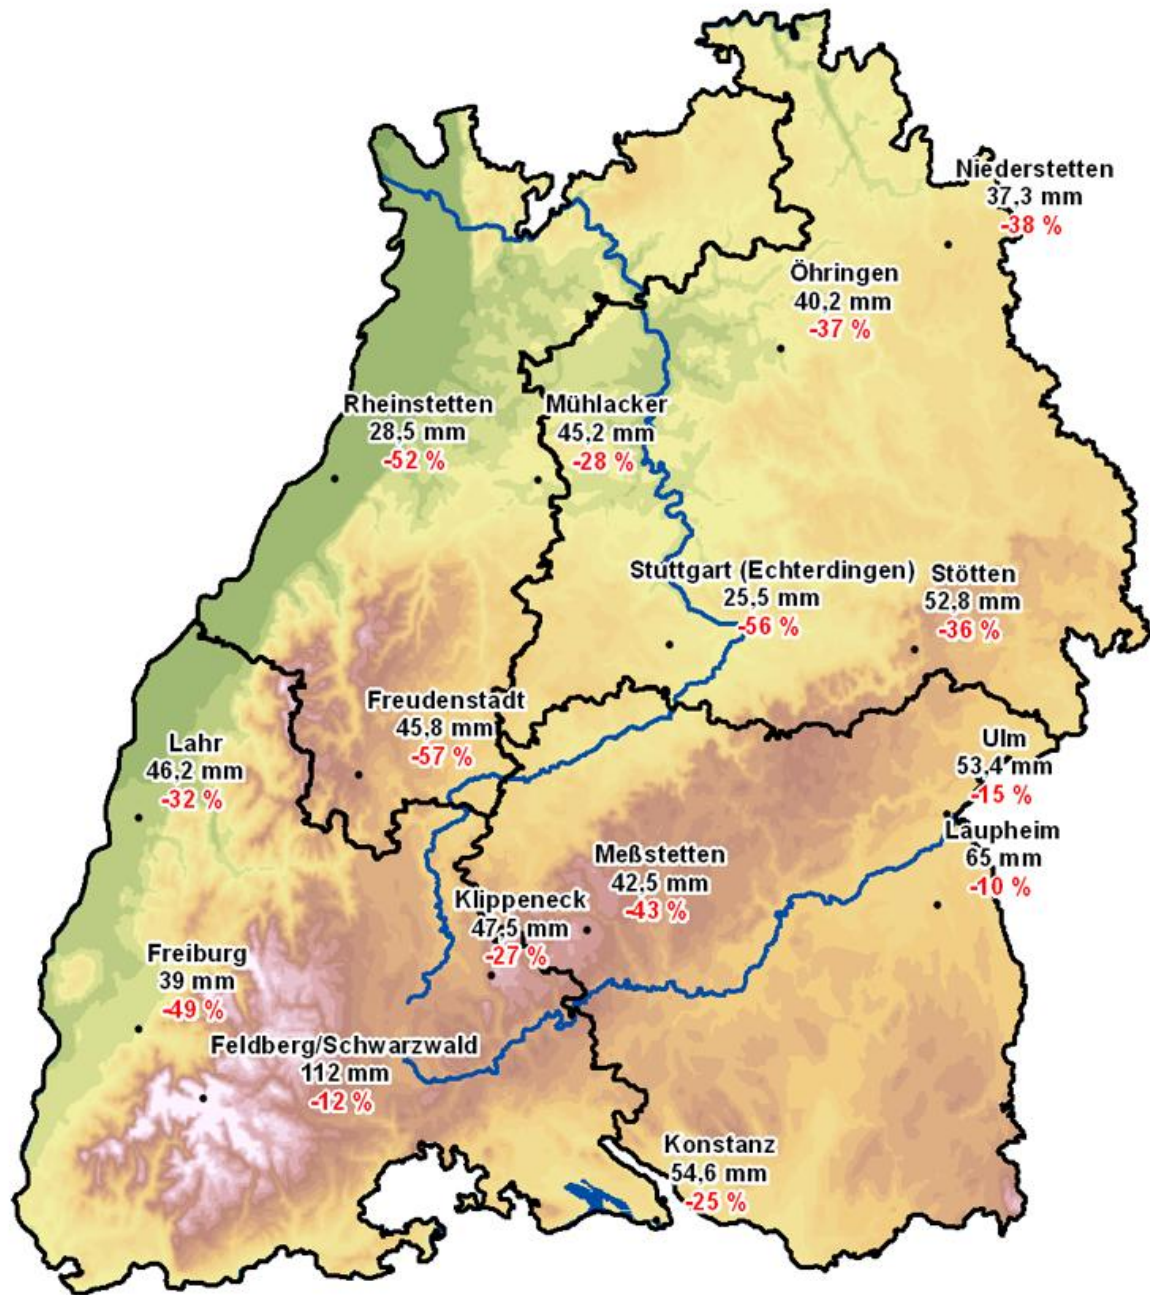 Niederstetten
37,3 mm
-38 %
Öhringen
40,2 mm
-37 %
Rheinstetten
28,5 mm
-52 %
Mühlacker
45,2 mm
-28 %
Stuttgart (Echterdingen)
25,5 mm
-56 %
Stötten
52,8 mm
-36 %
Freudenstadt
45,8 mm
-57 %
Lahr
46,2 mm
-32 %
Ulm
53,4 mm
-15 %
Laupheim
65 mm
-10 %
Meßstetten
42,5 mm
-43 %
Klippeneck
47,5 mm
-27 %
Freiburg
39 mm
-49 %
Feldberg/Schwarzwald
112 mm
-12 %
Konstanz
54,6 mm
-25 %